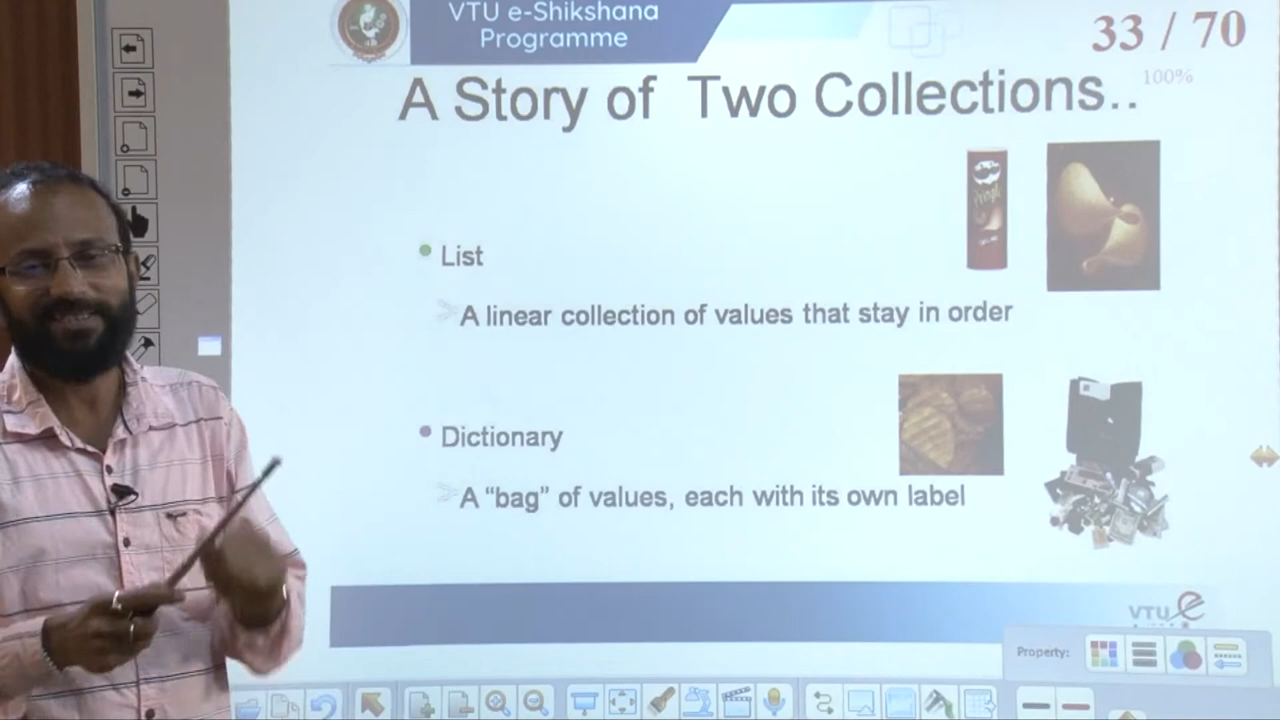 VTU e-Shikshana
Programme
33 / 70
100%
A Story of Two Collections..
List
A linear collection of values that stay in order
Dictionary
A “bag” of values, each with its own label
VTU e
Property: